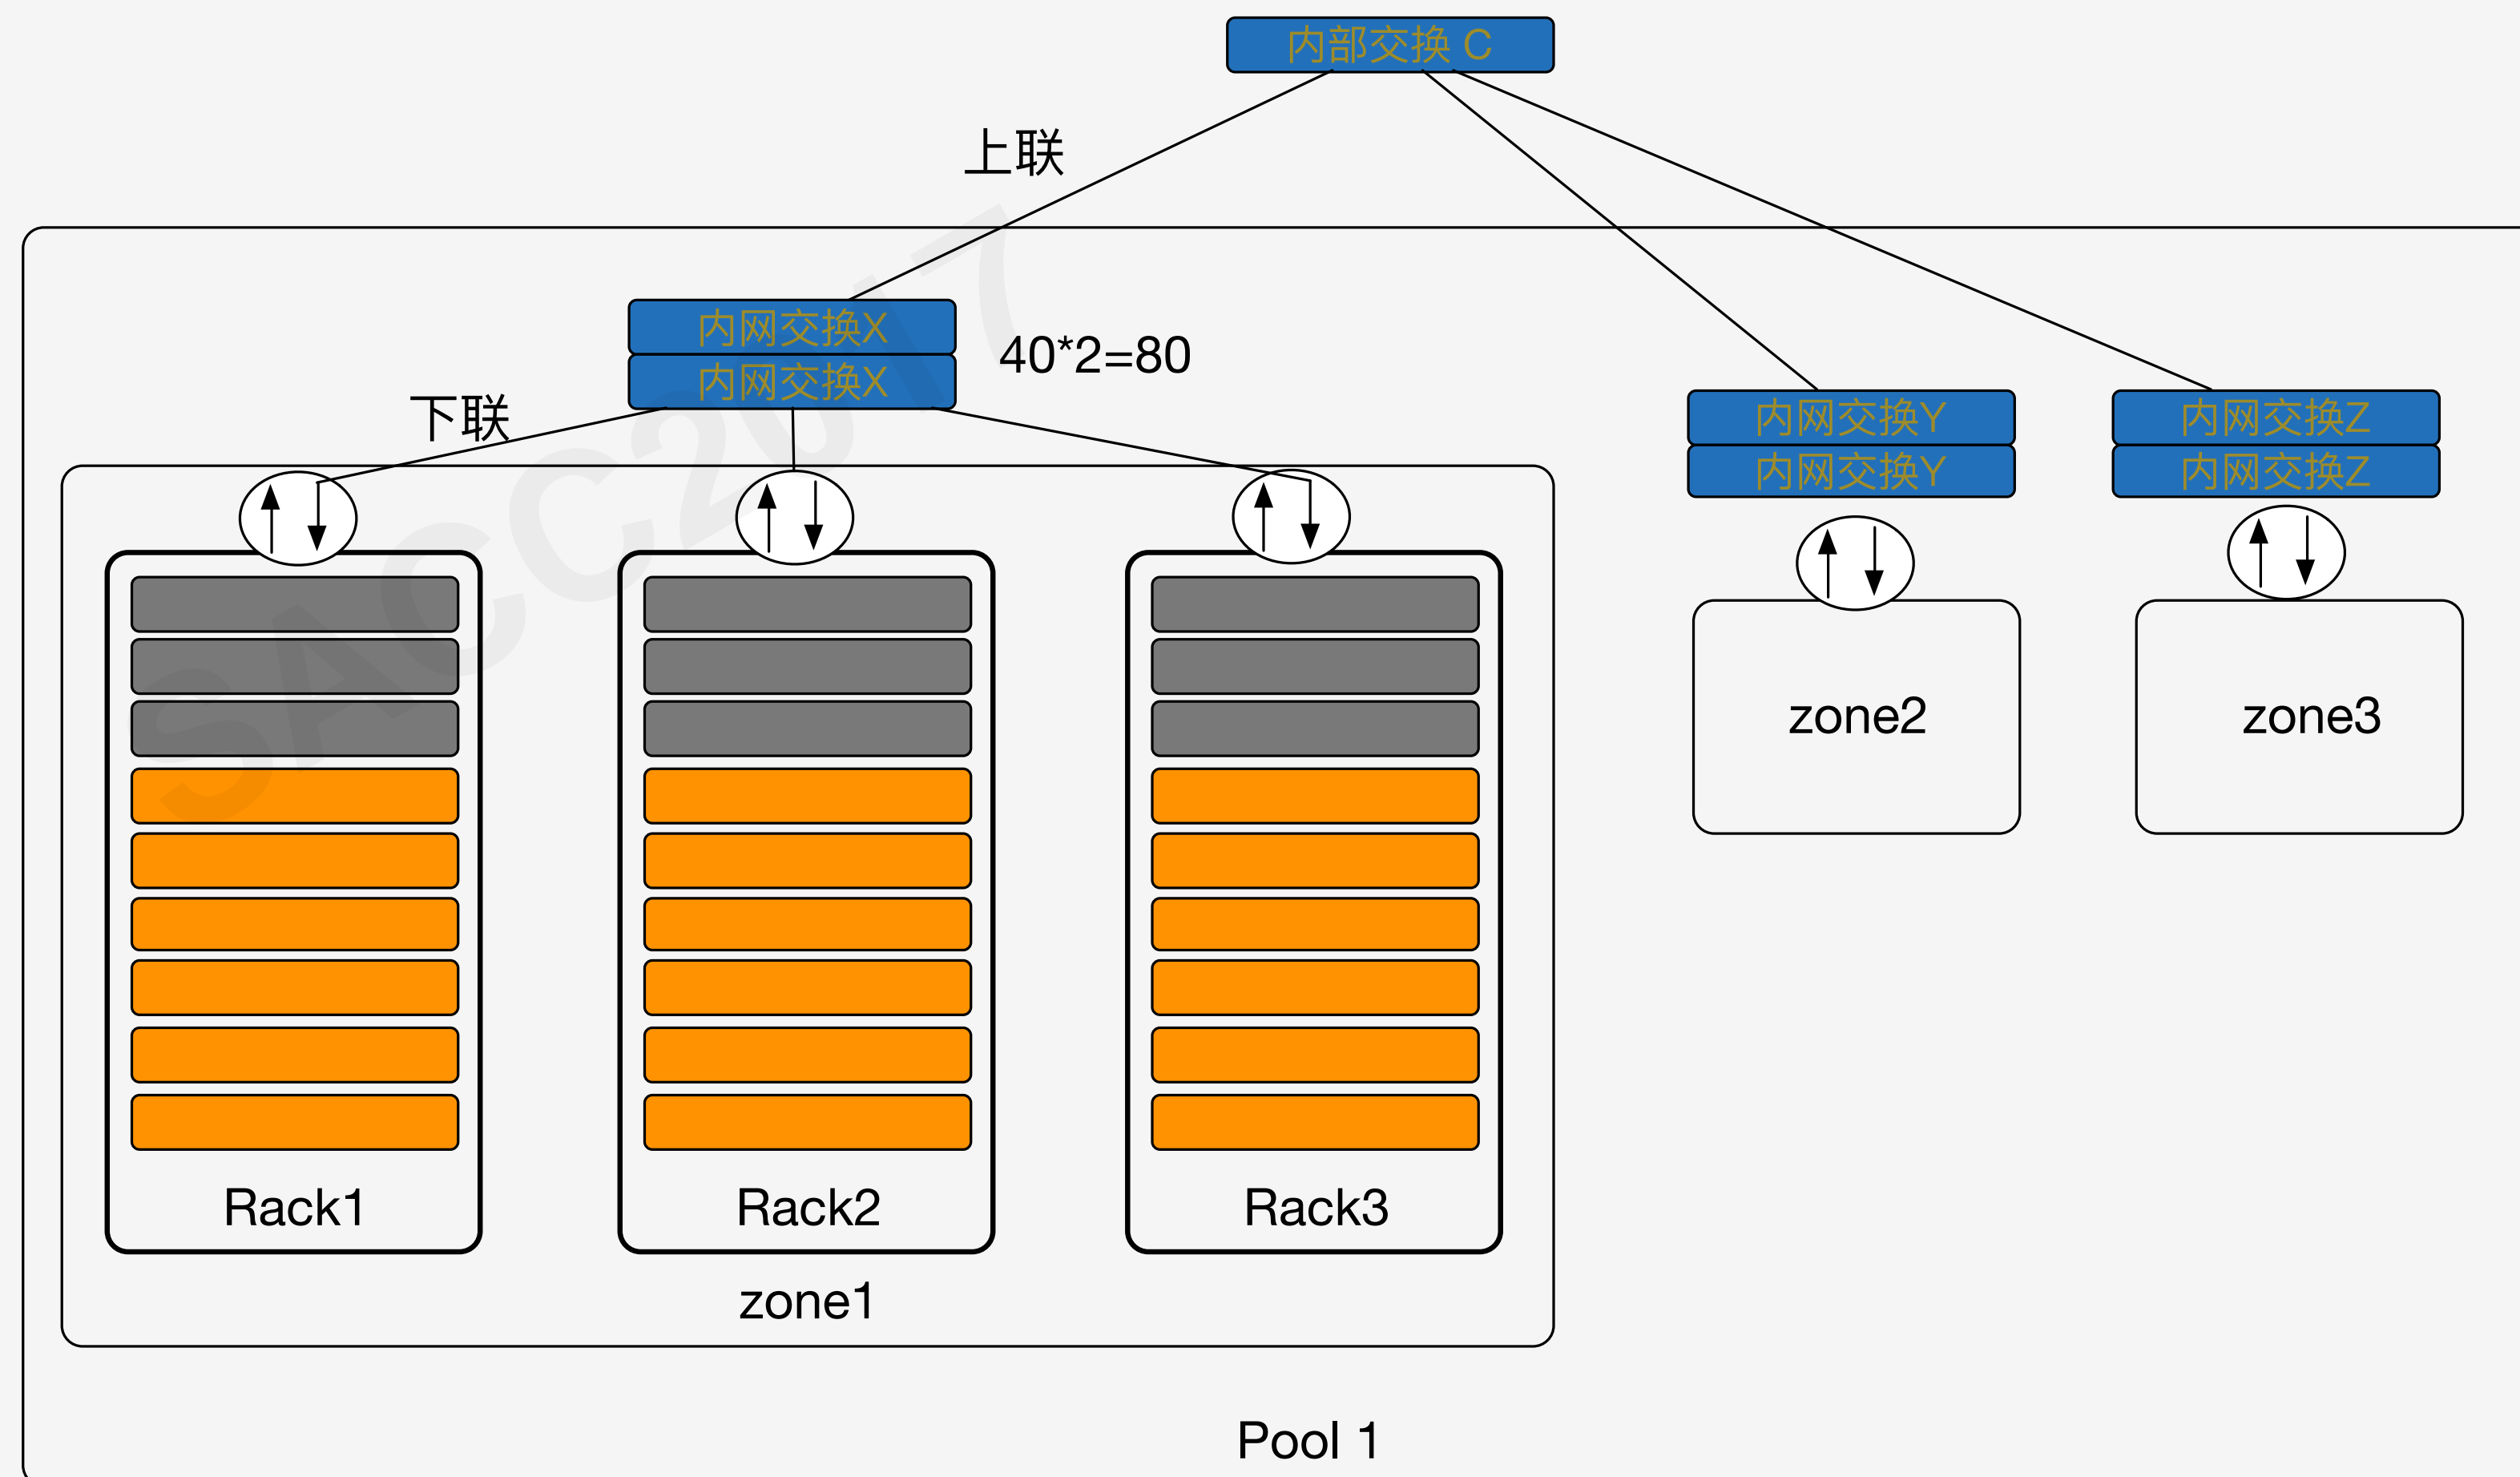 内部交换 C
上联
内网交换X
内网交换X
40*2=80
下联
内网交换Y
内网交换Y
内网交换Z
内网交换Z
zone2
zone3
Rack1
Rack2
Rack3
zone1
Pool 1
SACC2017